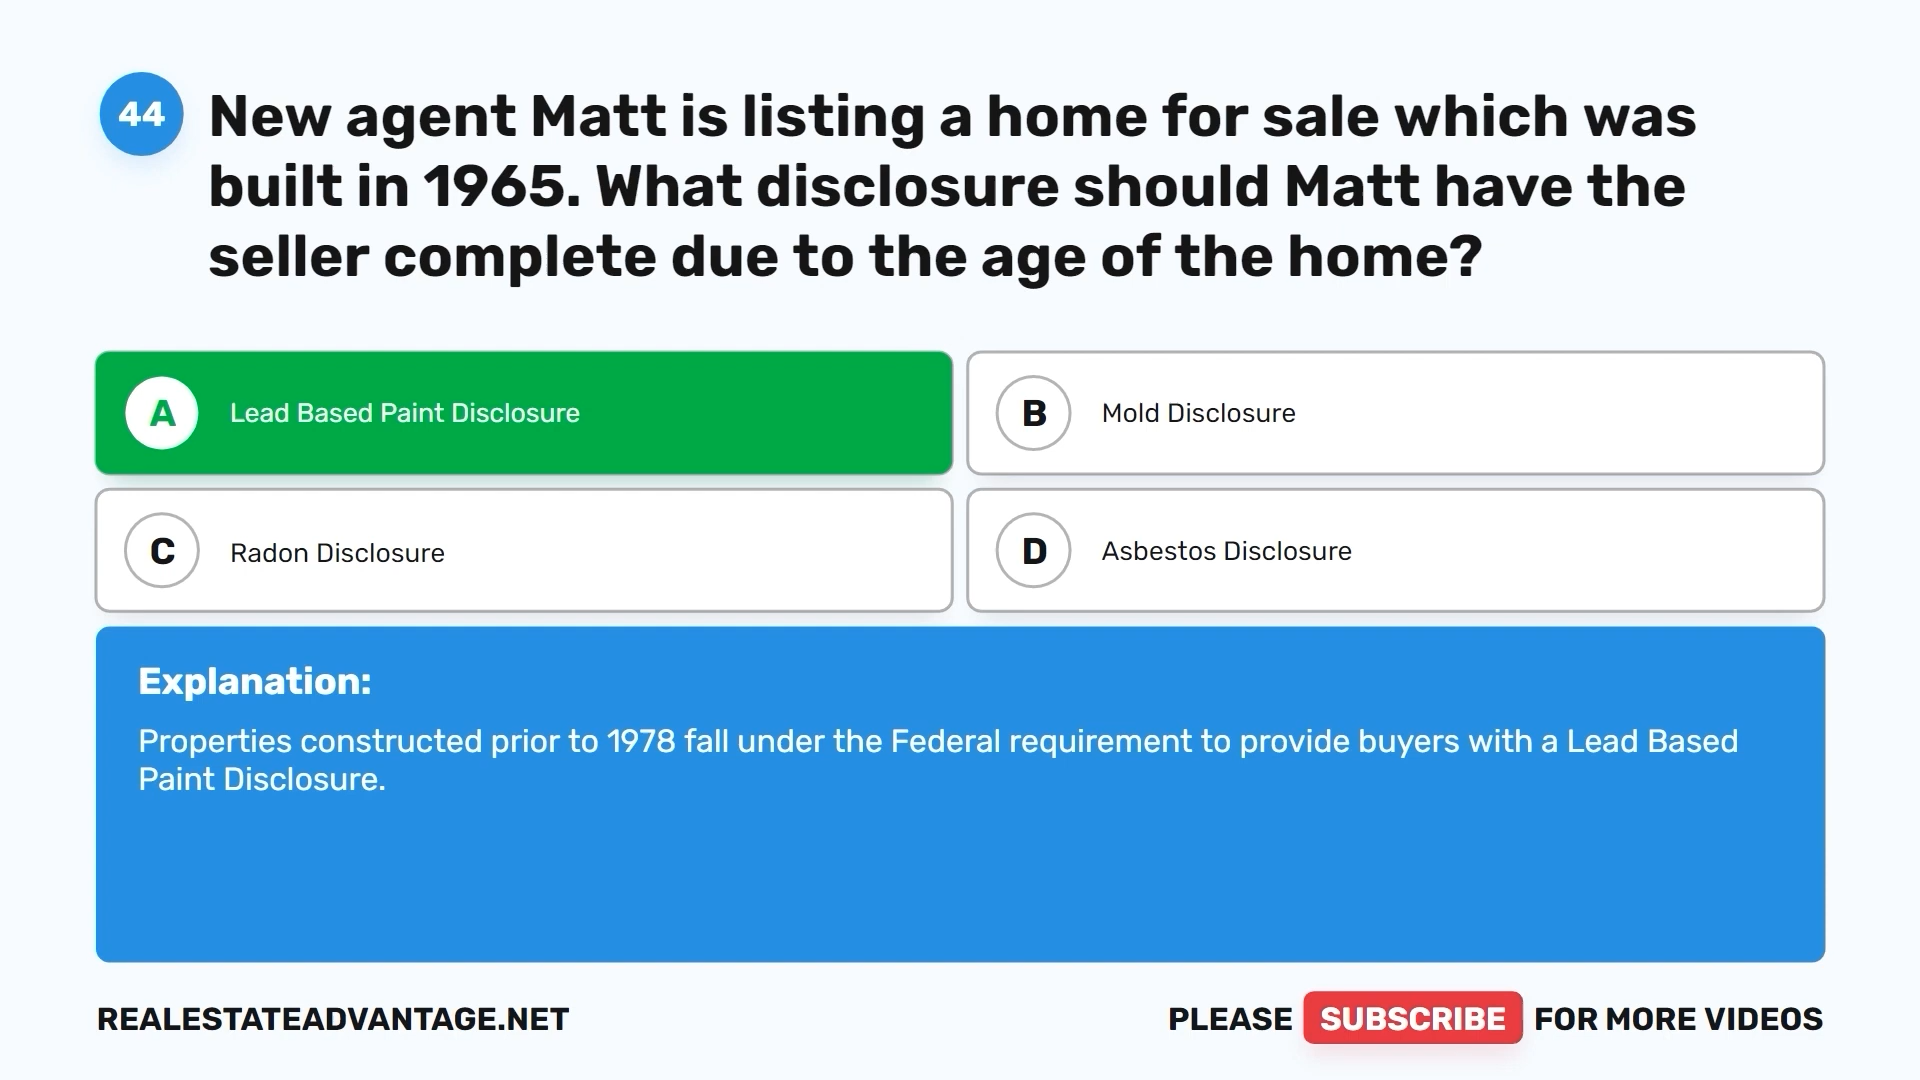 44
New agent Matt is listing a home for sale which was
built in 1965. What disclosure should Matt have the
seller complete due to the age of the home?
A Lead Based Paint Disclosure
B Mold Disclosure
C Radon Disclosure
D Asbestos Disclosure
Explanation:
Properties constructed prior to 1978 fall under the Federal requirement to provide buyers with a Lead Based
Paint Disclosure.
REALESTATEADVANTAGE.NET
PLEASE SUBSCRIBE FOR MORE VIDEOS